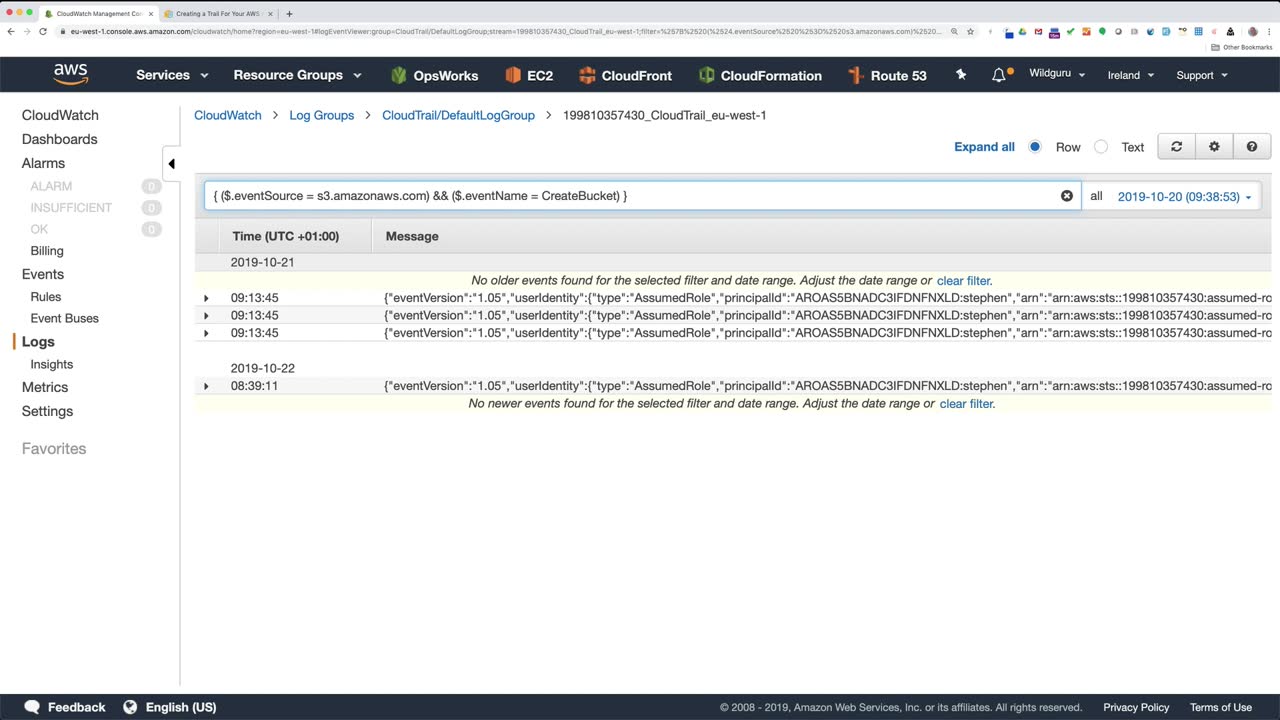 CloudWatch Management Con
Creating a Trail For Your AWS
eu-west-1.console.aws.amazon.com/cloudwatch/home?region=eu-west-1#logEventViewer:group=CloudTrail/DefaultLogGroup;stream=199810357430_CloudTrail_eu-west-1;filter=%257B%2520(%2524.eventSource%2520%253D%2520s3.amazonaws.com)%2520...
Other Bookmarks
aws Services Resource Groups OpsWorks EC2 CloudFront CloudFormation Route 53 Wildguru Ireland Support
CloudWatch
Dashboards
Alarms
ALARM 0
INSUFFICIENT 0
OK 0
Billing
Events
Rules
Event Buses
Logs
Insights
Metrics
Settings
Favorites
CloudWatch > Log Groups > CloudTrail/DefaultLogGroup > 199810357430_CloudTrail_eu-west-1
Expand all Row Text
{ ($.eventSource = s3.amazonaws.com) && ($.eventName = CreateBucket) } all 2019-10-20 (09:38:53)
Time (UTC +01:00) Message
2019-10-21
No older events found for the selected filter and date range. Adjust the date range or clear filter.
09:13:45 {"eventVersion":"1.05","userIdentity":{"type":"AssumedRole","principalId":"AROAS5BNADC3IFDNFNXLD:stephen","arn":"arn:aws:sts::199810357430:assumed-ro
09:13:45 {"eventVersion":"1.05","userIdentity":{"type":"AssumedRole","principalId":"AROAS5BNADC3IFDNFNXLD:stephen","arn":"arn:aws:sts::199810357430:assumed-ro
09:13:45 {"eventVersion":"1.05","userIdentity":{"type":"AssumedRole","principalId":"AROAS5BNADC3IFDNFNXLD:stephen","arn":"arn:aws:sts::199810357430:assumed-ro
2019-10-22
08:39:11 {"eventVersion":"1.05","userIdentity":{"type":"AssumedRole","principalId":"AROAS5BNADC3IFDNFNXLD:stephen","arn":"arn:aws:sts::199810357430:assumed-ro
No newer events found for the selected filter and date range. Adjust the date range or clear filter.
Feedback English (US) © 2008 - 2019, Amazon Web Services, Inc. or its affiliates. All rights reserved. Privacy Policy Terms of Use